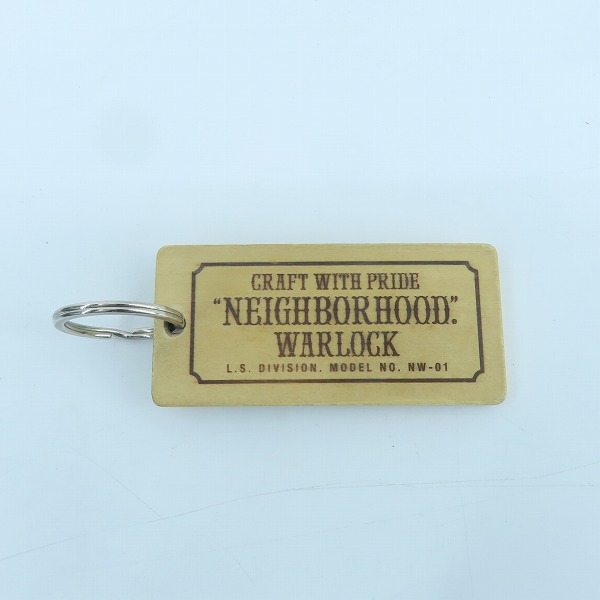 CRAFT WITH PRIDE
"NEIGHBORHOOD."
WARLOCK
L.S. DIVISION. MODEL NO. NW-01